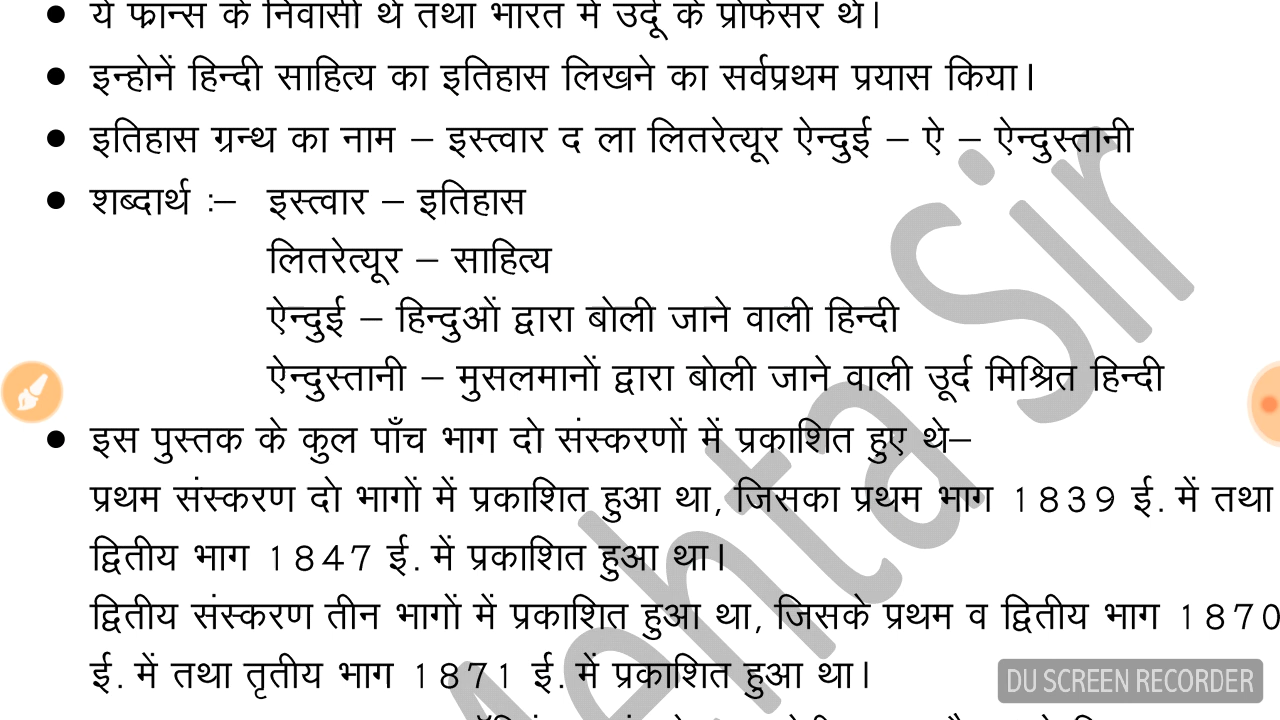 ● ये फ्रान्स के निवासी थे तथा भारत में उर्दू के प्रोफेसर थे।
● इन्होनें हिन्दी साहित्य का इतिहास लिखने का सर्वप्रथम प्रयास किया।
● इतिहास ग्रन्थ का नाम – इस्त्वार द ला लितरेत्यूर ऐन्दुई – ऐ – ऐन्दुस्तानी
● शब्दार्थ :– इस्त्वार – इतिहास
लितरेत्यूर – साहित्य
ऐन्दुई – हिन्दुओं द्वारा बोली जाने वाली हिन्दी
ऐन्दुस्तानी – मुसलमानों द्वारा बोली जाने वाली उूर्द मिश्रित हिन्दी
● इस पुस्तक के कुल पाँच भाग दो संस्करणों में प्रकाशित हुए थे–
प्रथम संस्करण दो भागों में प्रकाशित हुआ था, जिसका प्रथम भाग 1839 ई. में तथा
द्वितीय भाग 1847 ई. में प्रकाशित हुआ था।
द्वितीय संस्करण तीन भागों में प्रकाशित हुआ था, जिसके प्रथम व द्वितीय भाग 1870
ई. में तथा तृतीय भाग 1871 ई. में प्रकाशित हुआ था।
Mehta Sir
DU SCREEN RECORDER